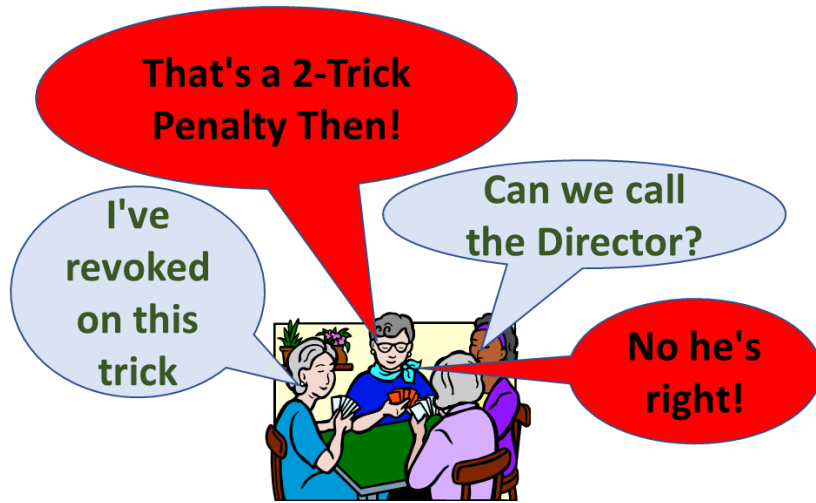 That's a 2-Trick
Penalty Then!
I've
revoked
on this
trick
Can we call
the Director?
No he's
right!